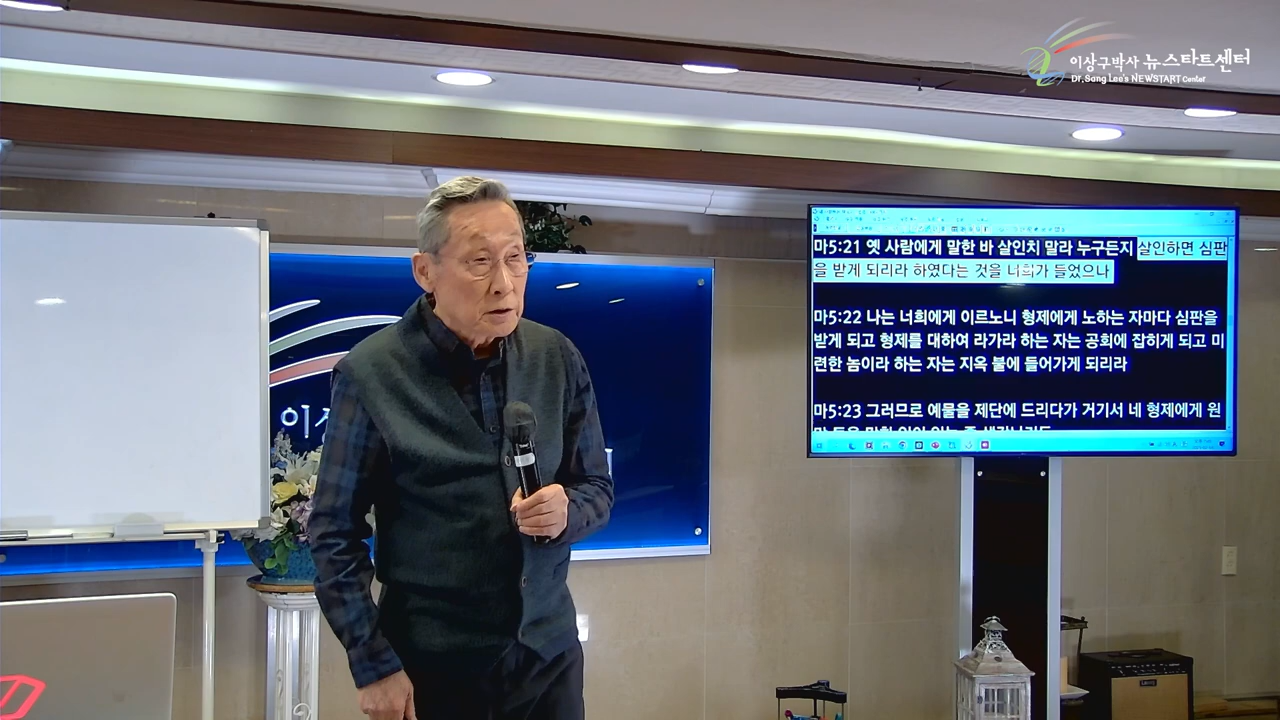 이상구박사 뉴스타트센터
Dr. Sang Lee's NEWSTART Center
마5:21 옛 사람에게 말한 바 살인치 말라 누구든지 살인하면 심판
을 받게 되리라 하였다는 것을 너희가 들었으나
마5:22 나는 너희에게 이르노니 형제에게 노하는 자마다 심판을
받게 되고 형제를 대하여 라가라 하는 자는 공회에 잡히게 되고 미
련한 놈이라 하는 자는 지옥 불에 들어가게 되리라
마5:23 그러므로 예물을 제단에 드리다가 거기서 네 형제에게 원
이상